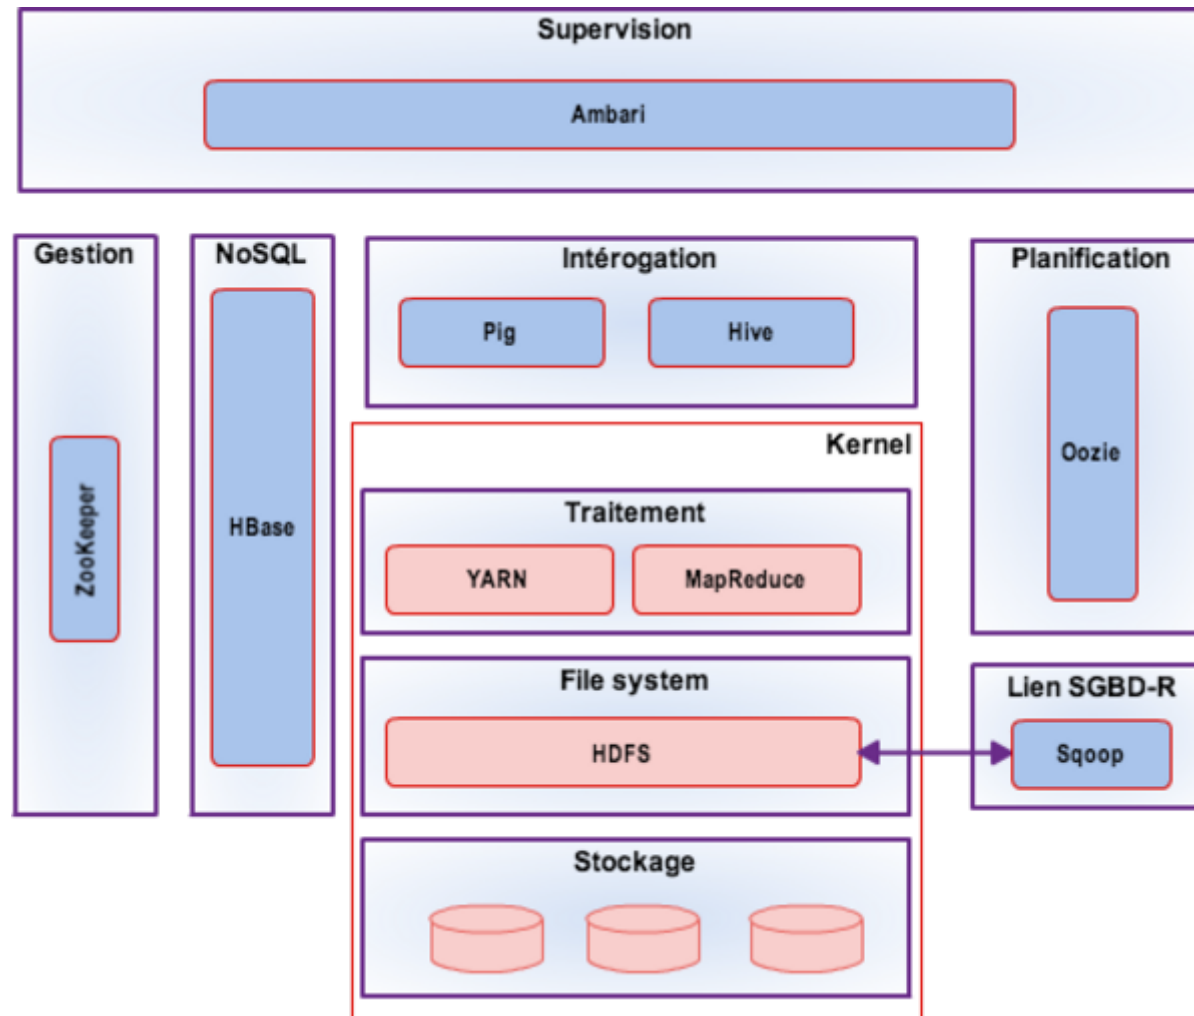 Supervision
Ambari
Gestion
ZooKeeper
NoSQL
HBase
Intérogation
Pig
Hive
Kernel
Traitement
YARN
MapReduce
File system
HDFS
Stockage
Planification
Oozie
Lien SGBD-R
Sqoop